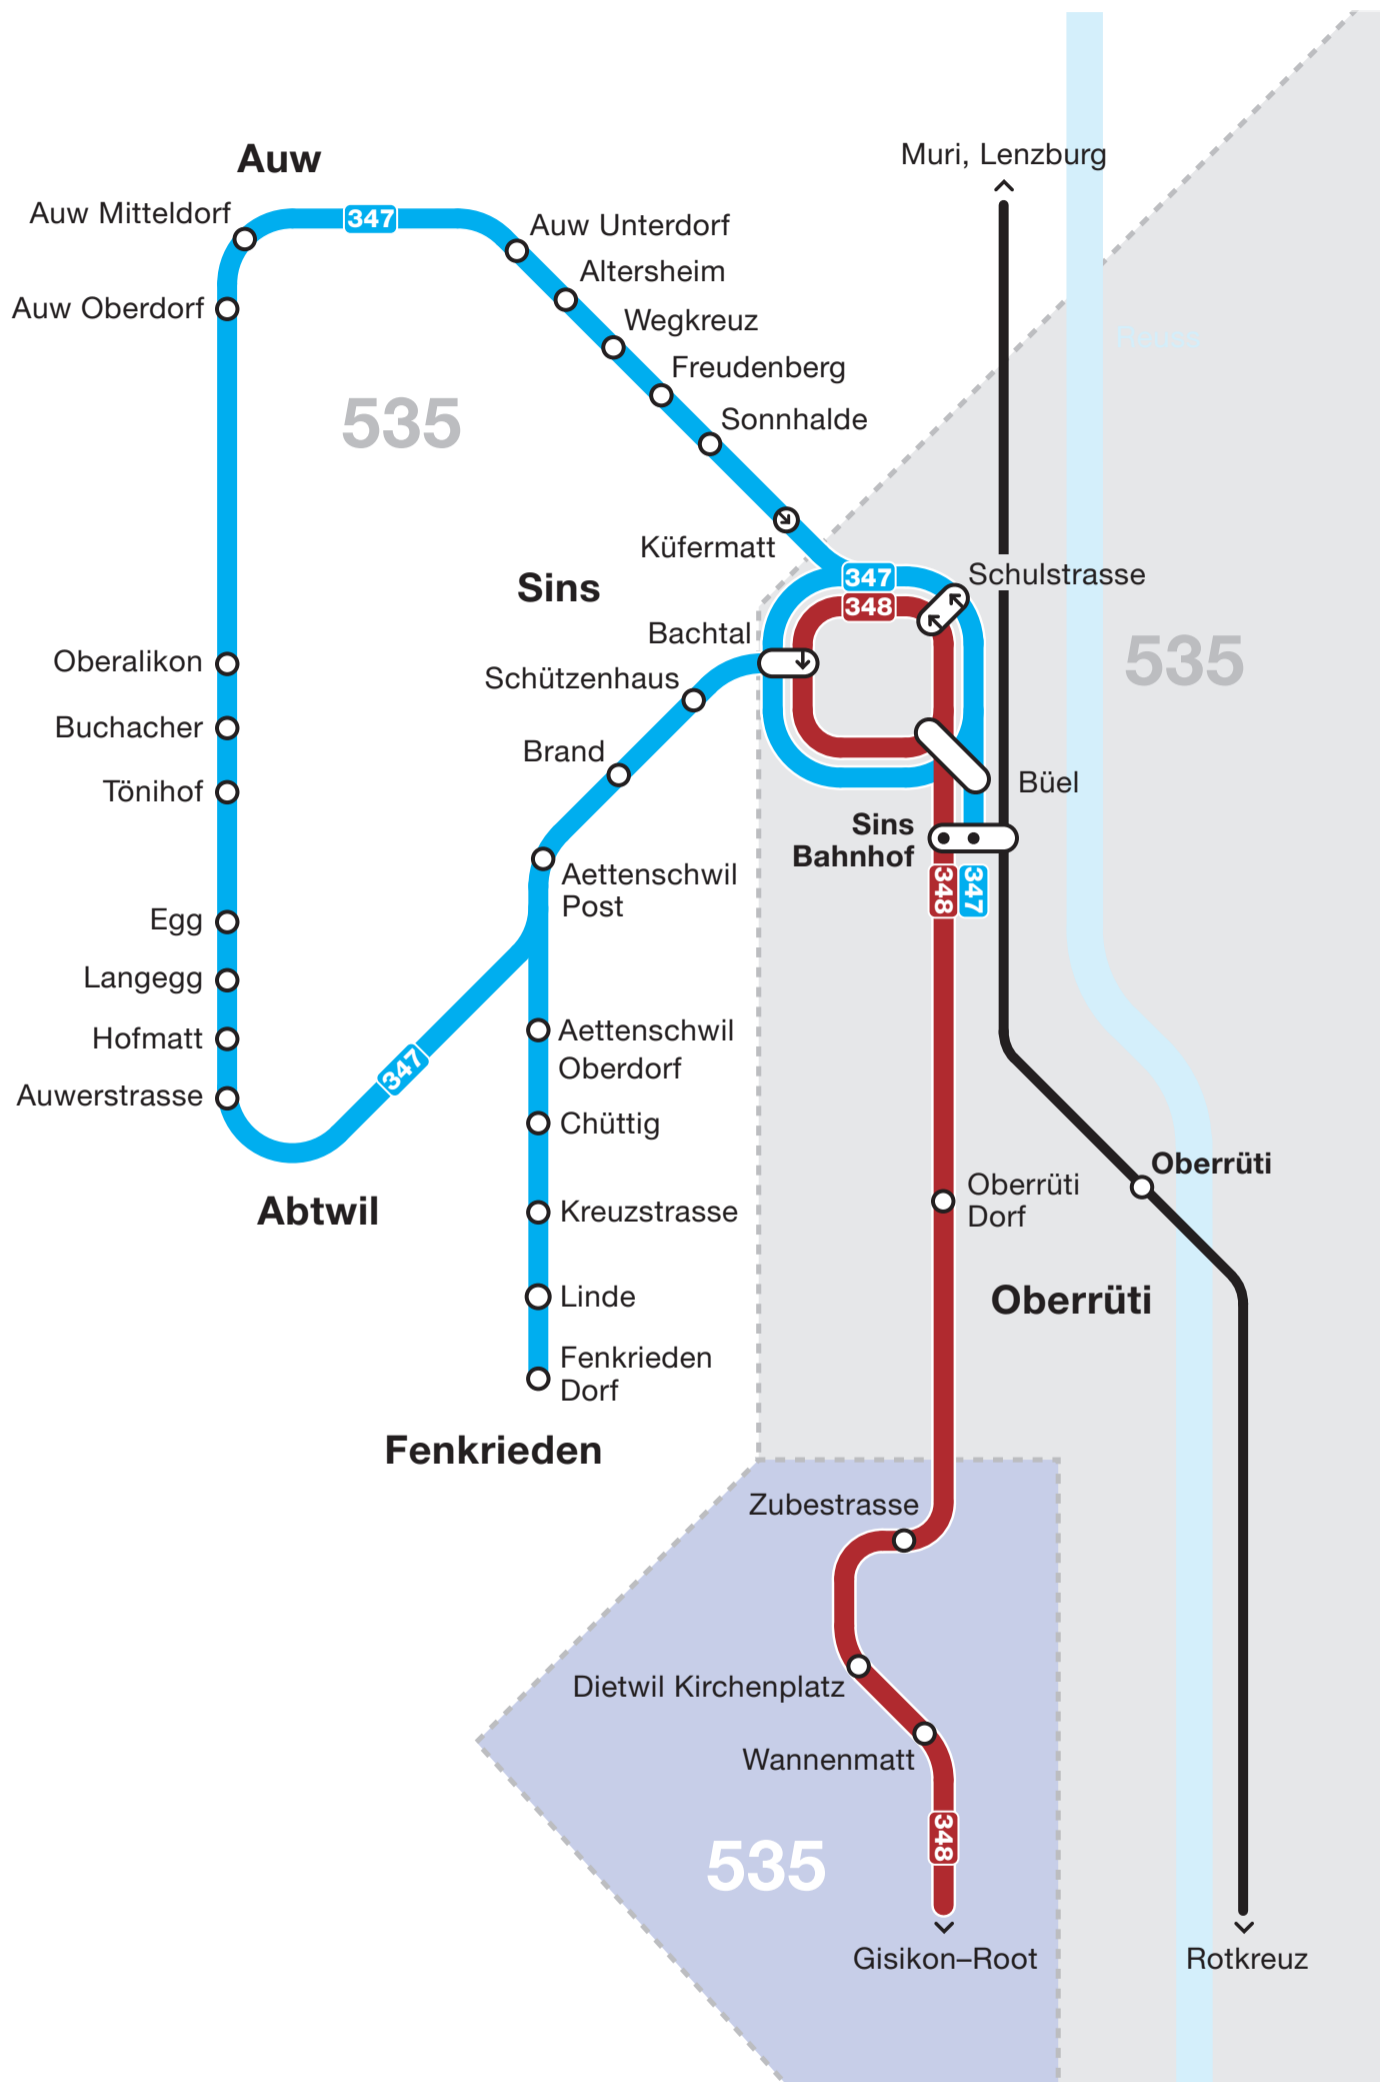 Auw
Muri, Lenzburg
Auw Mitteldorf
347
Auw Unterdorf
Altersheim
Auw Oberdorf
Wegkreuz
Reuss
Freudenberg
535
Sonnhalde
Küfermatt
Sins
347
Schulstrasse
348
Bachtal
535
Oberalikon
Schützenhaus
Buchacher
Brand
Büel
Tönihof
Sins
Bahnhof
Aettenschwil
Post
348
347
Egg
Langegg
Aettenschwil
Oberdorf
Hofmatt
347
Auwerstrasse
Chüttig
Oberrüti
Abtwil
Kreuzstrasse
Oberrüti
Dorf
Linde
Oberrüti
Fenkrieden
Dorf
Fenkrieden
Zubestrasse
Dietwil Kirchenplatz
Wannenmatt
348
535
Gisikon–Root
Rotkreuz